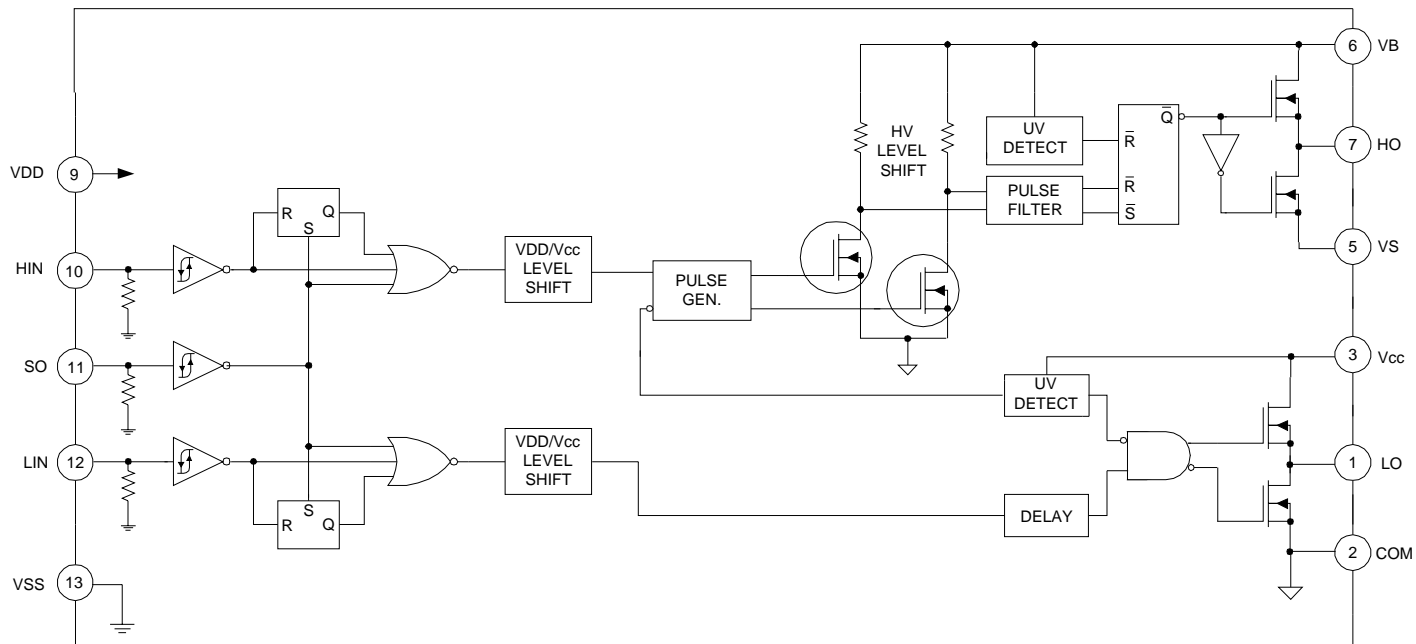 6 VB
HV
LEVEL
SHIFT
UV
DETECT
R
Q
7 HO
VDD 9
PULSE
FILTER
R
S
R Q
S
5 VS
HIN 10
VDD/Vcc
LEVEL
SHIFT
PULSE
GEN.
SO 11
3 Vcc
UV
DETECT
LIN 12
VDD/Vcc
LEVEL
SHIFT
1 LO
S
R Q
DELAY
2 COM
VSS 13